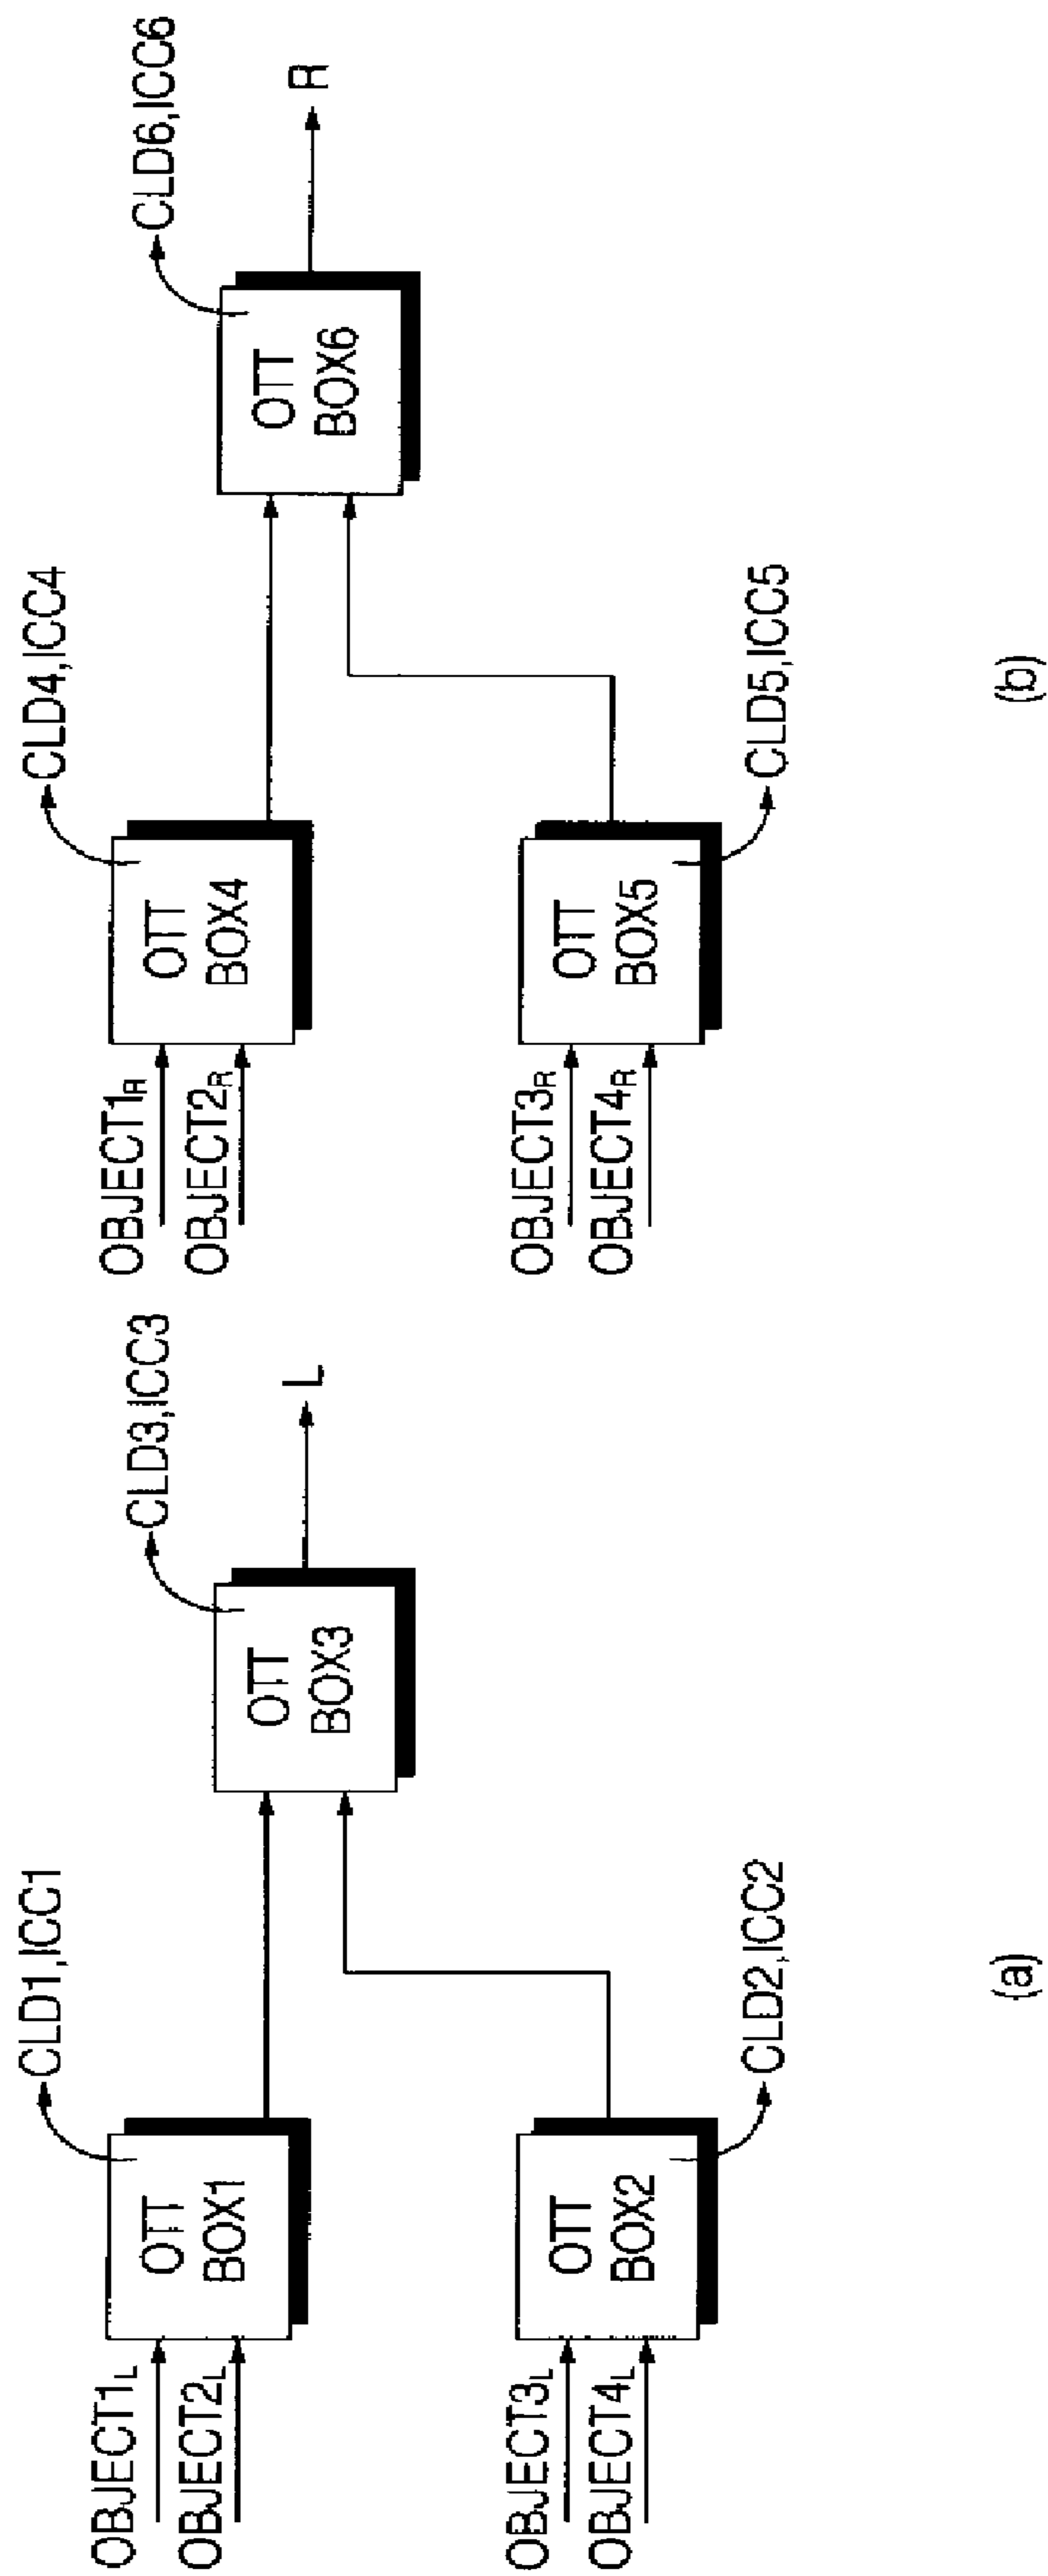 CLD1,ICC1
OBJECT1L
OBJECT2L
OTT
BOX1
CLD3,ICC3
OTT
BOX3
L
OBJECT3L
OBJECT4L
OTT
BOX2
CLD2,ICC2
(a)
CLD4,ICC4
OBJECT1R
OBJECT2R
OTT
BOX4
CLD6,ICC6
OTT
BOX6
R
OBJECT3R
OBJECT4R
OTT
BOX5
CLD5,ICC5
(b)